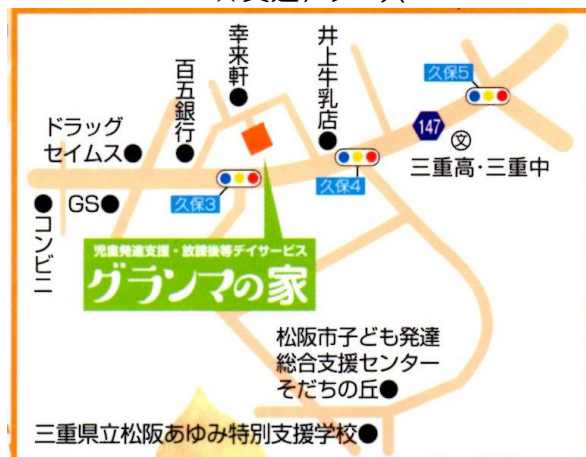 幸来軒
井上牛乳店
百五銀行
久保5
ドラッグ
セイムス
147
文
三重高・三重中
久保3
久保4
GS
コンビニ
児童発達支援・放課後等デイサービス
グランマの家
松阪市子ども発達
総合支援センター
そだちの丘
三重県立松阪あゆみ特別支援学校